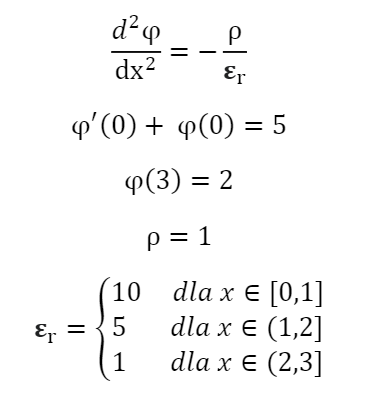 d²φ/dx² = −ρ/εr
φ′(0) + φ(0) = 5
φ(3) = 2
ρ = 1
εr = {10 dla x ∈ [0,1]
5 dla x ∈ (1,2]
1 dla x ∈ (2,3]